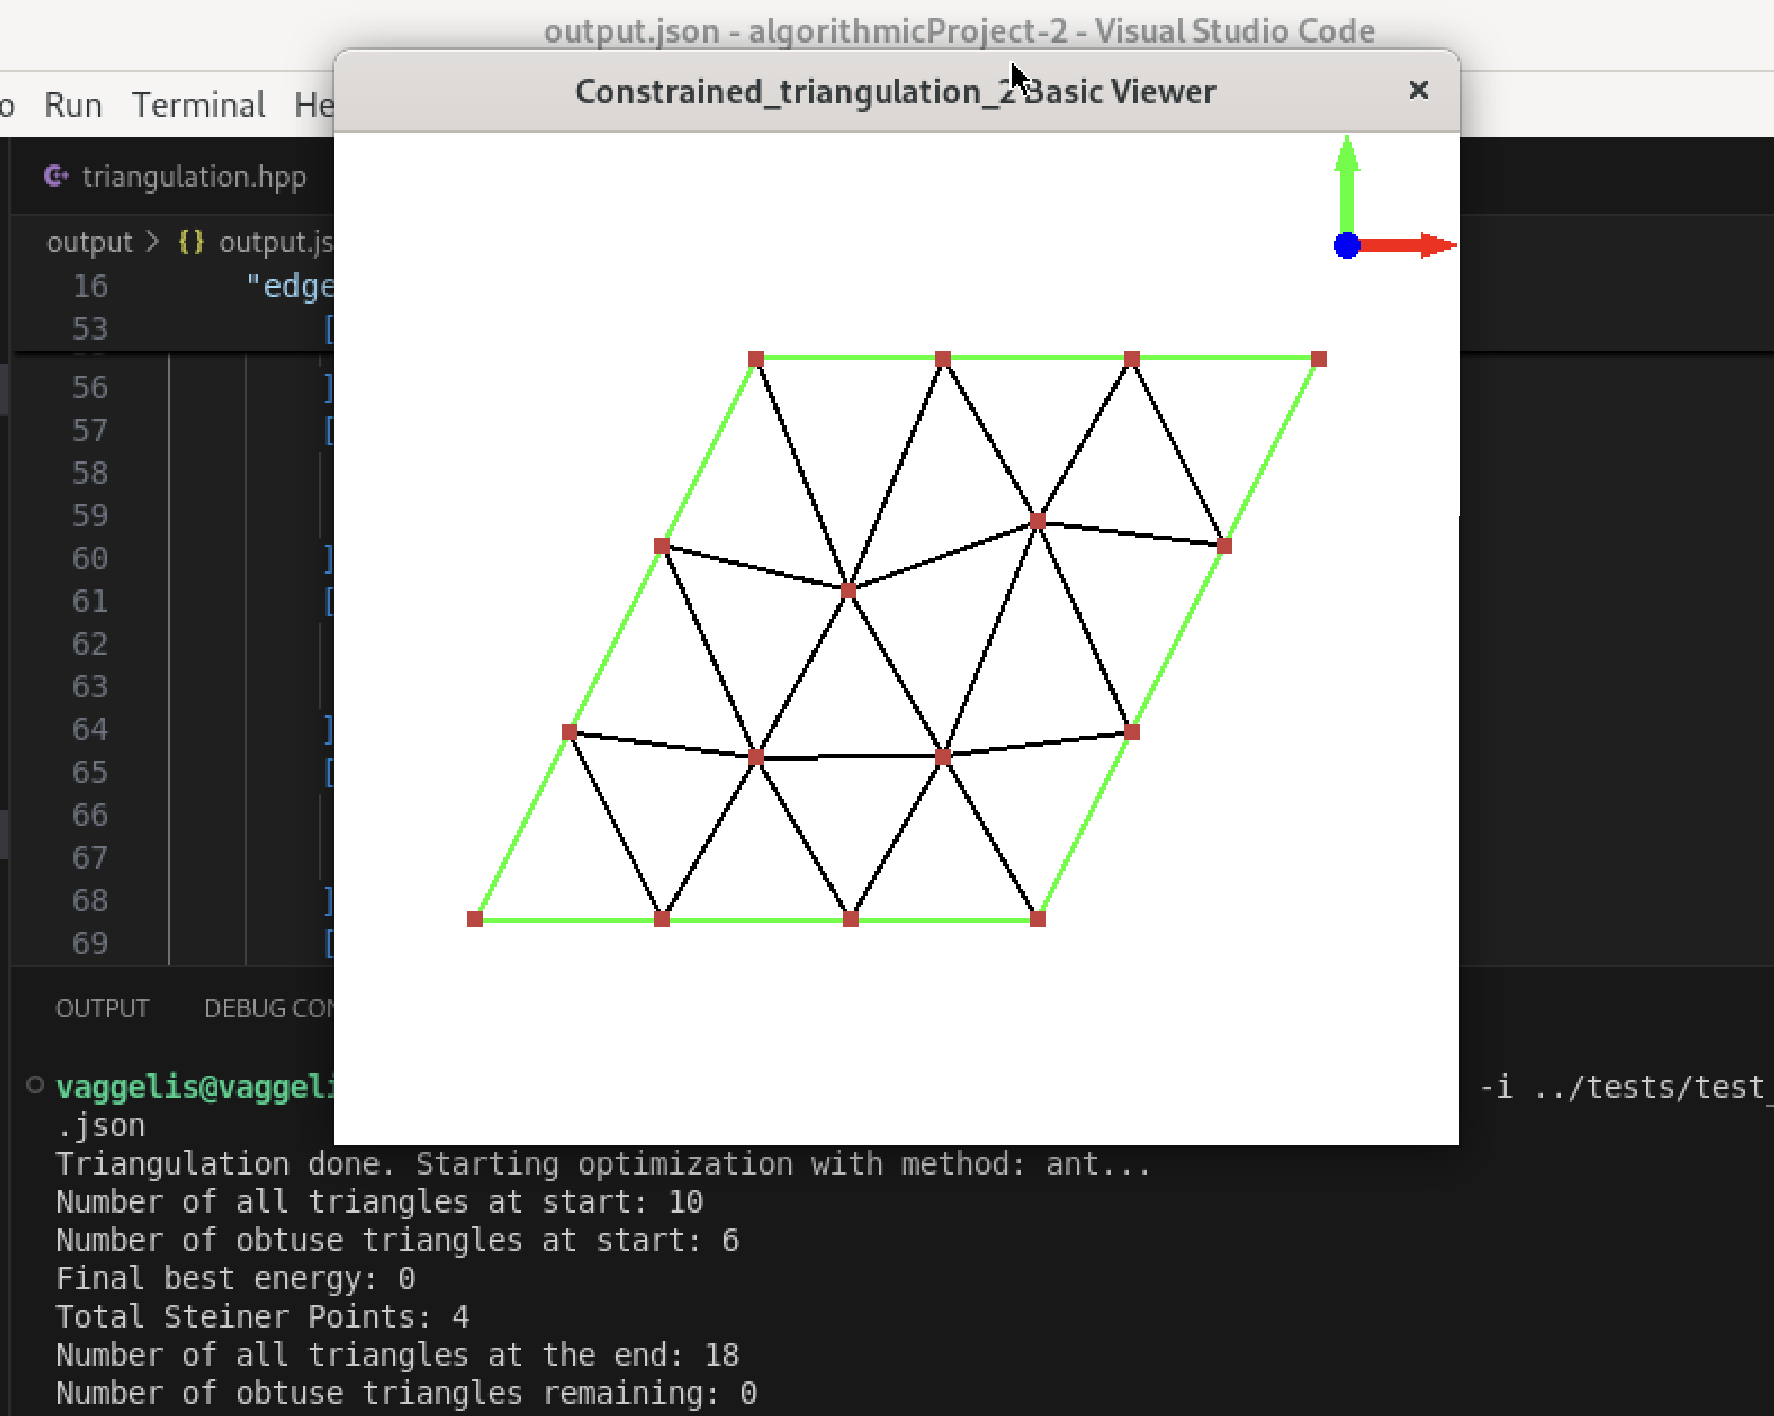 output.json - algorithmicProject-2 - Visual Studio Code
Constrained_triangulation_2 Basic Viewer ×
o Run Terminal He
triangulation.hpp
output > {} output.js
16 "edge
53 [
56 ]
57 [
58
59
60 ]
61 [
62
63
64 ]
65 [
66
67
68 ]
69 [
OUTPUT DEBUG CON
vaggelis@vaggeli -i ../tests/test_
.json
Triangulation done. Starting optimization with method: ant...
Number of all triangles at start: 10
Number of obtuse triangles at start: 6
Final best energy: 0
Total Steiner Points: 4
Number of all triangles at the end: 18
Number of obtuse triangles remaining: 0